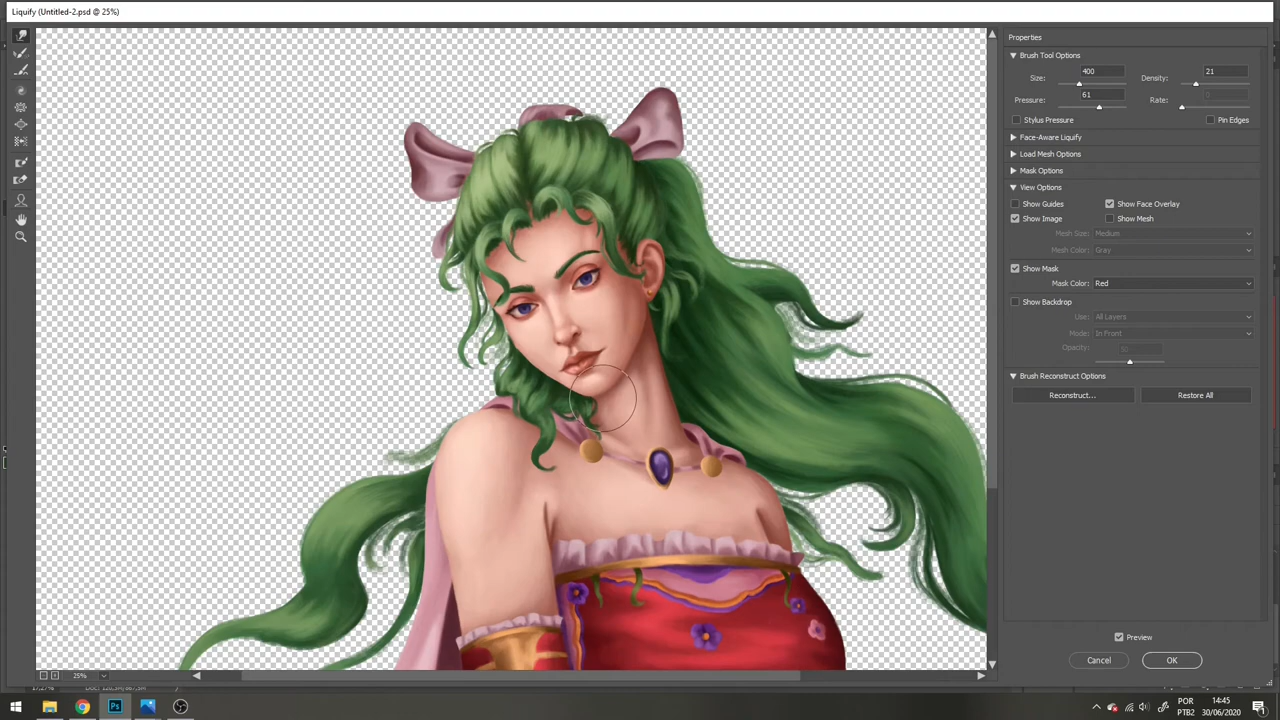 Liquify (Untitled-2.psd @ 25%)
Properties
Brush Tool Options
Size: 400 Density: 21
Pressure: 61 Rate: 0
Stylus Pressure Pin Edges
Face-Aware Liquify
Load Mesh Options
Mask Options
View Options
Show Guides Show Face Overlay
Show Image Show Mesh
Mesh Size: Medium
Mesh Color: Gray
Show Mask
Mask Color: Red
Show Backdrop
Use: All Layers
Mode: In Front
Opacity:
Brush Reconstruct Options
Reconstruct... Restore All
Preview
Cancel OK
25%
Ps
POR 14:45
PTB2 30/06/2020
1